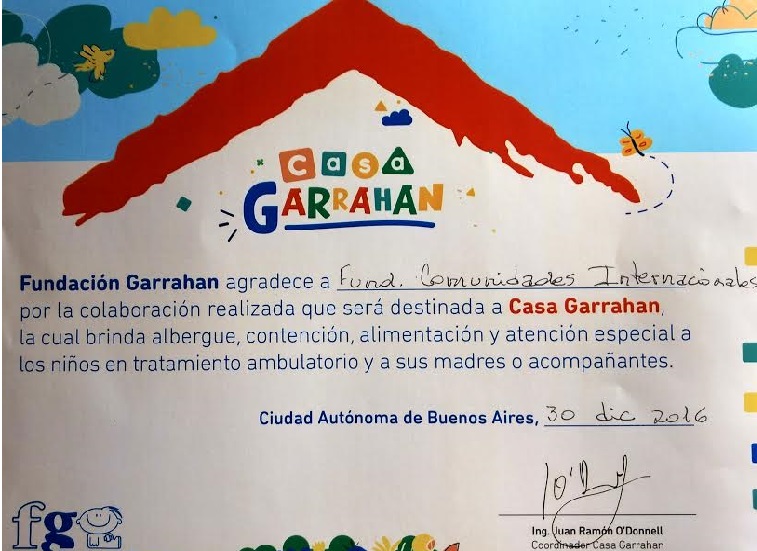 CASA
GARRAHAN
Fundación Garrahan agradece a Fund. Comunidades Internacionales
por la colaboración realizada que será destinada a Casa Garrahan,
la cual brinda albergue, contención, alimentación y atención especial a
los niños en tratamiento ambulatorio y a sus madres o acompañantes.
Ciudad Autónoma de Buenos Aires, 30 dic 2016
Ing. Juan Ramón O'Donnell
Coordinador Casa Garrahan
fg